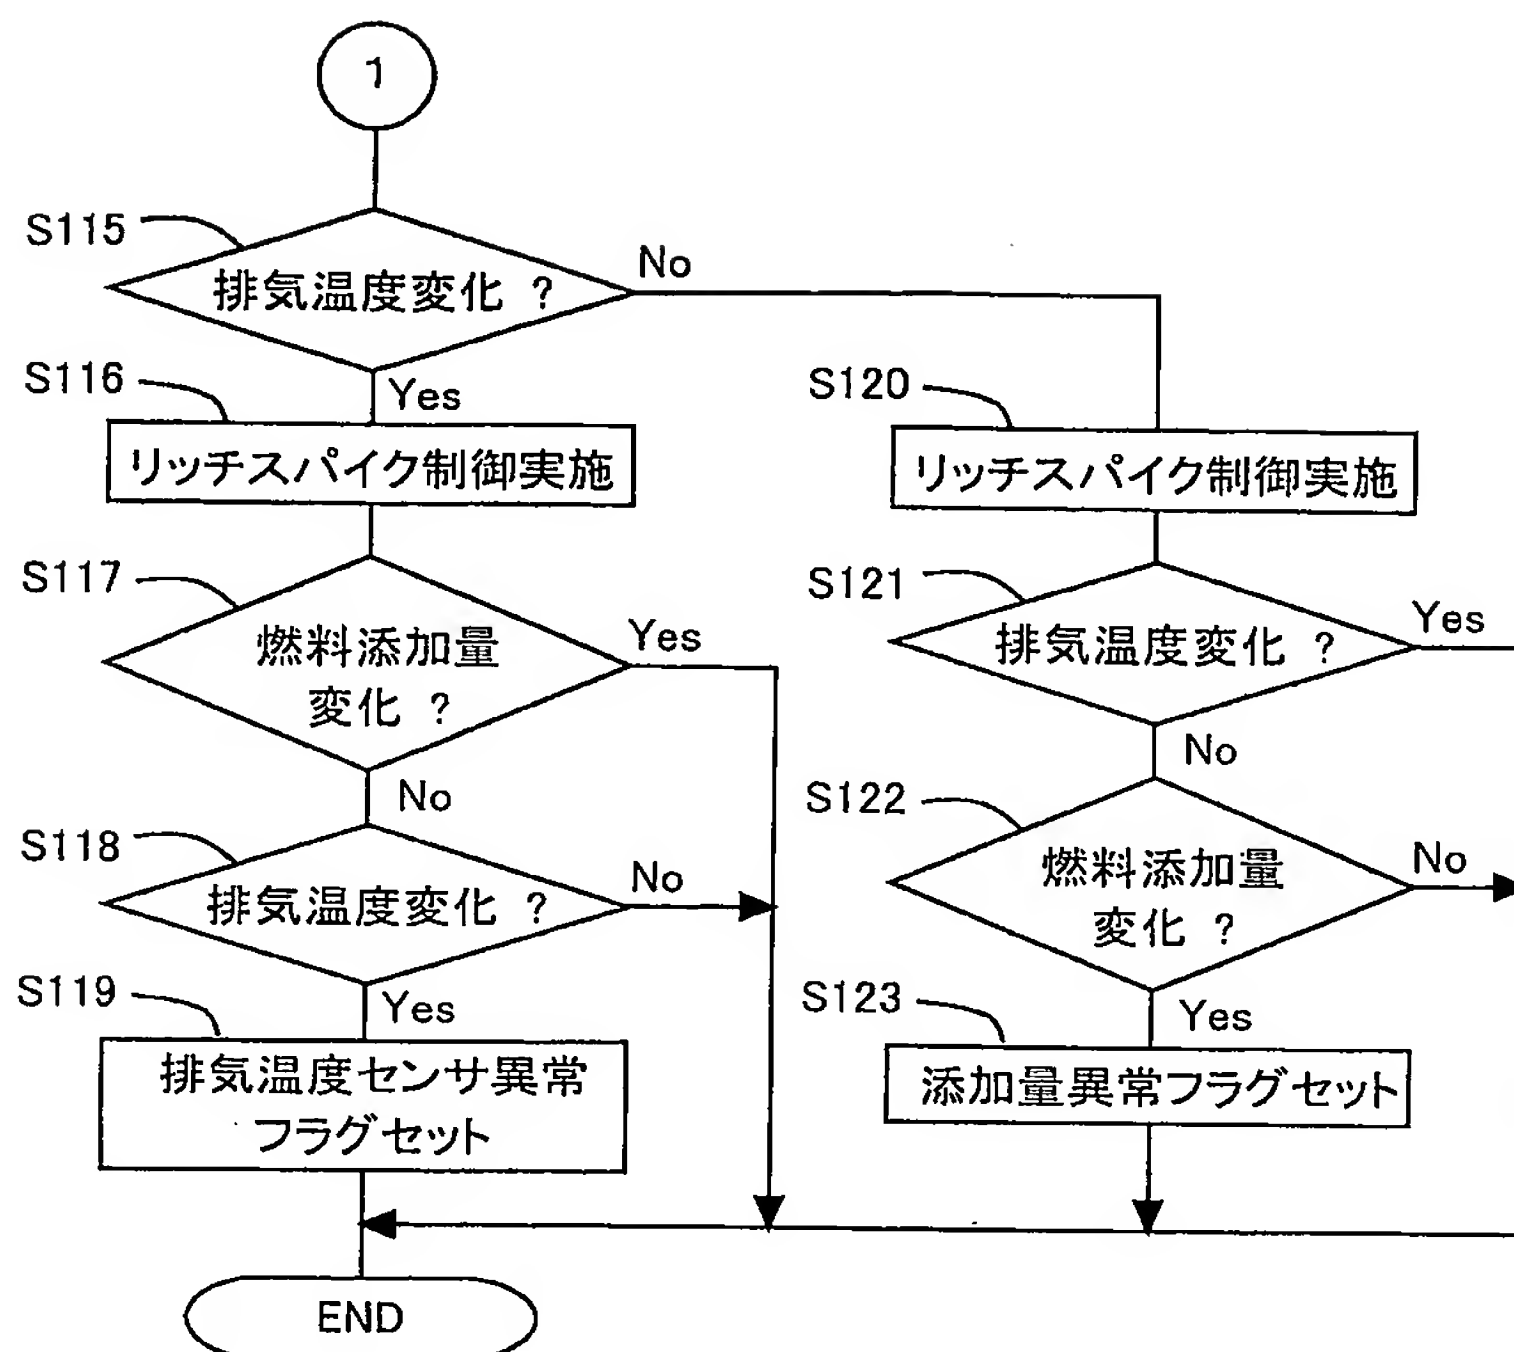 1
S115
排気温度変化 ?
No
Yes
S116
リッチスパイク制御実施
S117
燃料添加量
変化 ?
Yes
No
S118
排気温度変化 ?
No
Yes
S119
排気温度センサ異常
フラグセット
S120
リッチスパイク制御実施
S121
排気温度変化 ?
Yes
No
S122
燃料添加量
変化 ?
No
Yes
S123
添加量異常フラグセット
END